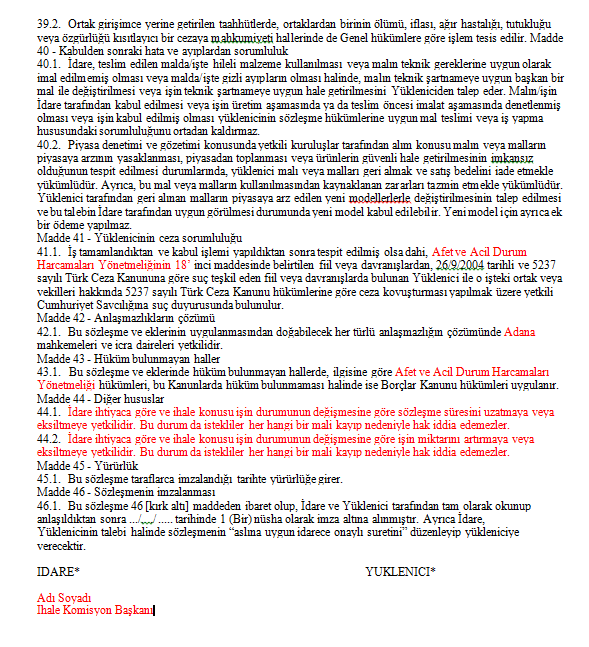 39.2. Ortak girişimce yerine getirilen taahhütlerde, ortaklardan birinin ölümü, iflası, ağır hastalığı, tutukluğu
veya özgürlüğü kısıtlayıcı bir cezaya mahkumiyeti hallerinde de Genel hükümlere göre işlem tesis edilir. Madde
40 - Kabulden sonraki hata ve ayıplardan sorumluluk
40.1. İdare, teslim edilen malda/işte hileli malzeme kullanılması veya malın teknik gereklerine uygun olarak
imal edilmemiş olması veya malda/işte gizli ayıpların olması halinde, malın teknik şartnameye uygun başkan bir
mal ile değiştirilmesi veya işin teknik şartnameye uygun hale getirilmesini Yükleniciden talep eder. Malın/işin
İdare tarafından kabul edilmesi veya işin üretim aşamasında ya da teslim öncesi imalat aşamasında denetlenmiş
olması veya işin kabul edilmiş olması yüklenicinin sözleşme hükümlerine uygun mal teslimi veya iş yapma
hususundaki sorumluluğunu ortadan kaldırmaz.
40.2. Piyasa denetimi ve gözetimi konusunda yetkili kuruluşlar tarafından alım konusu malın veya malların
piyasaya arzının yasaklanması, piyasadan toplanması veya ürünlerin güvenli hale getirilmesinin imkansız
olduğunun tespit edilmesi durumlarında, yüklenici malı veya malları geri almak ve satış bedelini iade etmekle
yükümlüdür. Ayrıca, bu mal veya malların kullanılmasından kaynaklanan zararları tazmin etmekle yükümlüdür.
Yüklenici tarafından geri alınan malların piyasaya arz edilen yeni modellerlerle değiştirilmesinin talep edilmesi
ve bu talebin İdare tarafından uygun görülmesi durumunda yeni model kabul edilebilir. Yeni model için ayrıca ek
bir ödeme yapılmaz.
Madde 41 - Yüklenicinin ceza sorumluluğu
41.1. İş tamamlandıktan ve kabul işlemi yapıldıktan sonra tespit edilmiş olsa dahi, Afet ve Acil Durum
Harcamaları Yönetmeliğinin 18' inci maddesinde belirtilen fiil veya davranışlardan, 26/9/2004 tarihli ve 5237
sayılı Türk Ceza Kanununa göre suç teşkil eden fiil veya davranışlarda bulunan Yüklenici ile o işteki ortak veya
vekilleri hakkında 5237 sayılı Türk Ceza Kanunu hükümlerine göre ceza kovuşturması yapılmak üzere yetkili
Cumhuriyet Savcılığına suç duyurusunda bulunulur.
Madde 42 - Anlaşmazlıkların çözümü
42.1. Bu sözleşme ve eklerinin uygulanmasından doğabilecek her türlü anlaşmazlığın çözümünde Adana
mahkemeleri ve icra daireleri yetkilidir.
Madde 43 - Hüküm bulunmayan haller
43.1. Bu sözleşme ve eklerinde hüküm bulunmayan hallerde, ilgisine göre Afet ve Acil Durum Harcamaları
Yönetmeliği hükümleri, bu Kanunlarda hüküm bulunmaması halinde ise Borçlar Kanunu hükümleri uygulanır.
Madde 44 - Diğer hususlar
44.1. İdare ihtiyaca göre ve ihale konusu işin durumunun değişmesine göre sözleşme süresini uzatmaya veya
eksiltmeye yetkilidir. Bu durum da istekliler her hangi bir mali kayıp nedeniyle hak iddia edemezler.
44.2. İdare ihtiyaca göre ve ihale konusu işin durumunun değişmesine göre işin miktarını artırmaya veya
eksiltmeye yetkilidir. Bu durum da istekliler her hangi bir mali kayıp nedeniyle hak iddia edemezler.
Madde 45 - Yürürlük
45.1. Bu sözleşme taraflarca imzalandığı tarihte yürürlüğe girer.
Madde 46 - Sözleşmenin imzalanması
46.1. Bu sözleşme 46 [kırk altı] maddeden ibaret olup, İdare ve Yüklenici tarafından tam olarak okunup
anlaşıldıktan sonra .../.../..... tarihinde 1 (Bir) nüsha olarak imza altına alınmıştır. Ayrıca İdare,
Yüklenicinin talebi halinde sözleşmenin “aslına uygun idarece onaylı suretini” düzenleyip yükleniciye
verecektir.
IDARE* YUKLENICI*
Adı Soyadı
Ihale Komisyon Başkanı